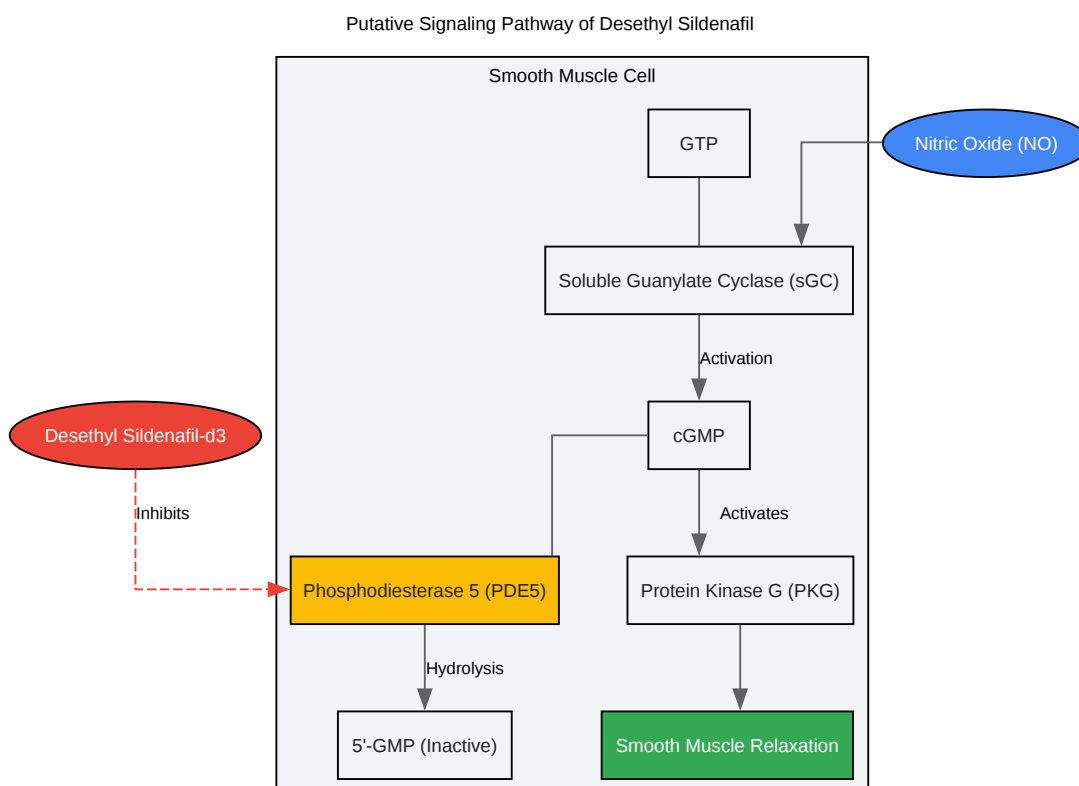 Putative Signaling Pathway of Desethyl Sildenafil
Smooth Muscle Cell
GTP
Nitric Oxide (NO)
Soluble Guanylate Cyclase (sGC)
Activation
Desethyl Sildenafil-d3
cGMP
Inhibits
Activates
Phosphodiesterase 5 (PDE5)
Protein Kinase G (PKG)
Hydrolysis
5'-GMP (Inactive)
Smooth Muscle Relaxation